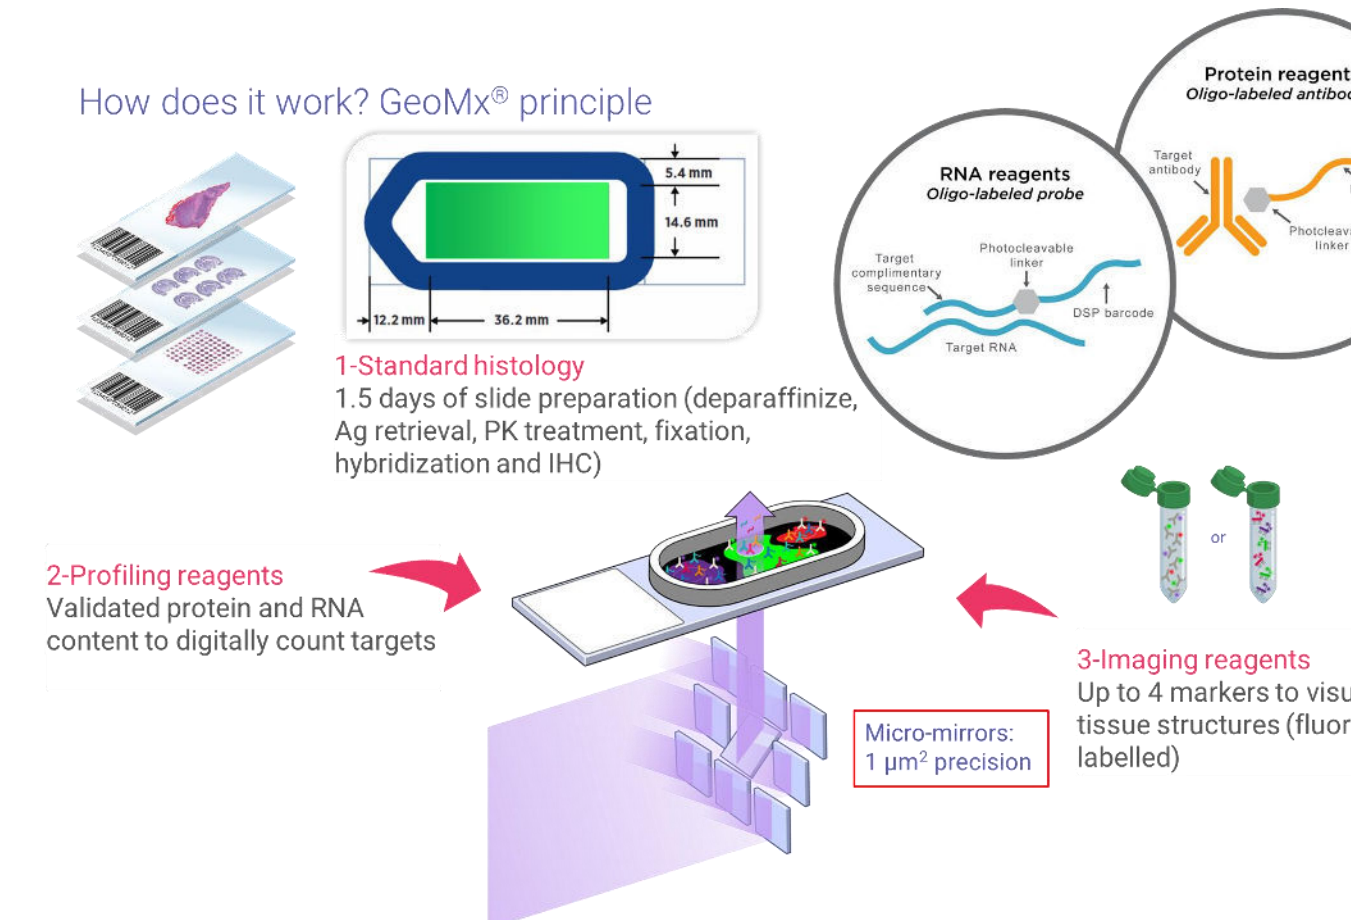 How does it work? GeoMx® principle
5.4 mm
14.6 mm
12.2 mm
36.2 mm
1-Standard histology
1.5 days of slide preparation (deparaffinize,
Ag retrieval, PK treatment, fixation,
hybridization and IHC)
RNA reagents
Oligo-labeled probe
Photocleavable
linker
Target
complimentary
sequence
DSP barcode
Target RNA
Protein reagent
Oligo-labeled
Target
antibody
linker
2-Profiling reagents
Validated protein and RNA
content to digitally count targets
or
3-Imaging reagents
Up to 4 markers to
tissue structures
labelled)
Micro-mirrors:
1 µm² precision